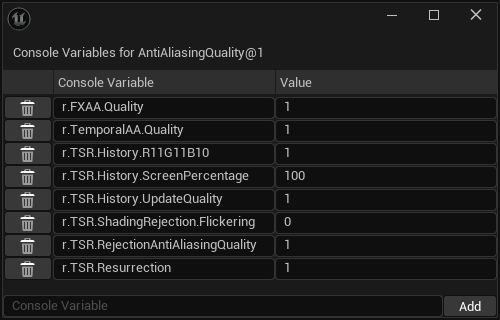 Console Variables for AntiAliasingQuality@1
Console Variable Value
r.FXAA.Quality 1
r.TemporalAA.Quality 1
r.TSR.History.R11G11B10 1
r.TSR.History.ScreenPercentage 100
r.TSR.History.UpdateQuality 1
r.TSR.ShadingRejection.Flickering 0
r.TSR.RejectionAntiAliasingQuality 1
r.TSR.Resurrection 1
Console Variable Add